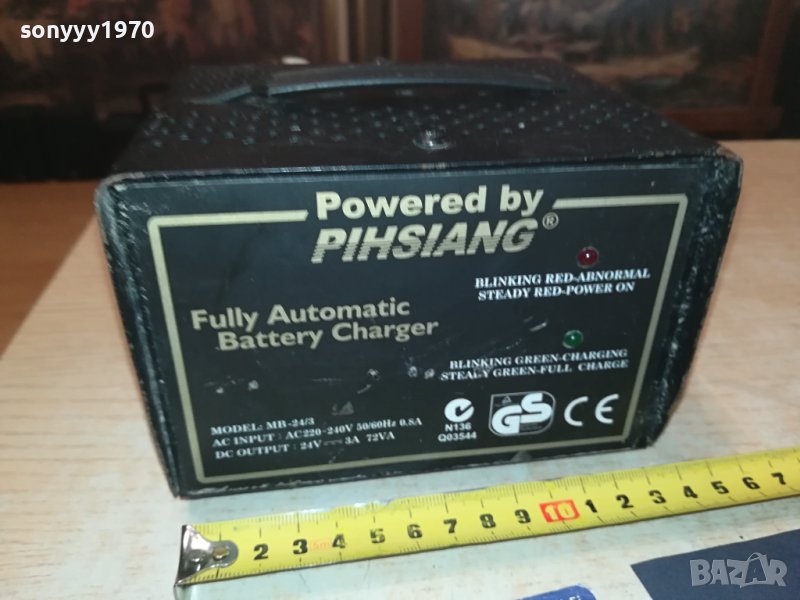 sonyyy1970
Powered by
PIHSIANG®
BLINKING RED-ABNORMAL
STEADY RED-POWER ON
Fully Automatic
Battery Charger
BLINKING GREEN-CHARGING
STEADY GREEN-FULL CHARGE
MODEL: MB-24/3
AC INPUT : AC220-240V 50/60Hz 0.8A
DC OUTPUT : 24V ⎓ 3A 72VA
N136
Q03544
GS
CE
2 3 4 5 6 7 8 9 10 1 2 3 4 5 6 7
BAZAR